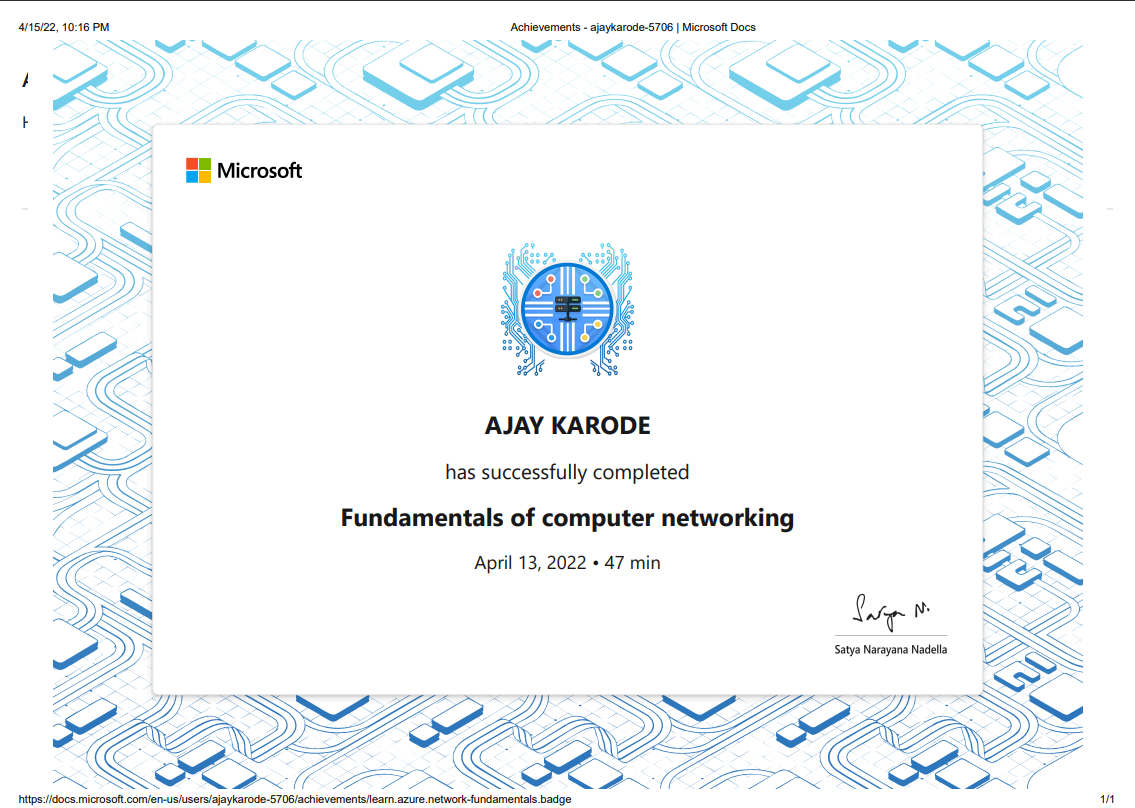 4/15/22, 10:16 PM
Achievements - ajaykarode-5706 | Microsoft Docs
Microsoft
AJAY KARODE
has successfully completed
Fundamentals of computer networking
April 13, 2022 • 47 min
Satya N.
Satya Narayana Nadella
https://docs.microsoft.com/en-us/users/ajaykarode-5706/achievements/learn.azure.network-fundamentals.badge
1/1